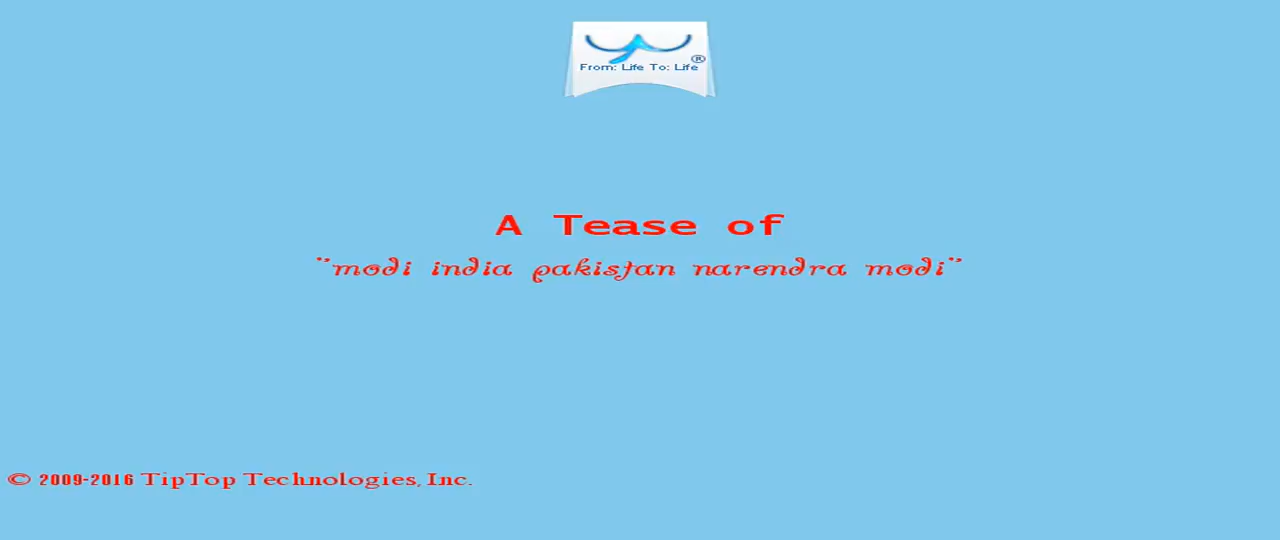 From: Life To: Life®
A Tease of
"modi india pakistan narendra modi"
© 2009-2016 TipTop Technologies, Inc.